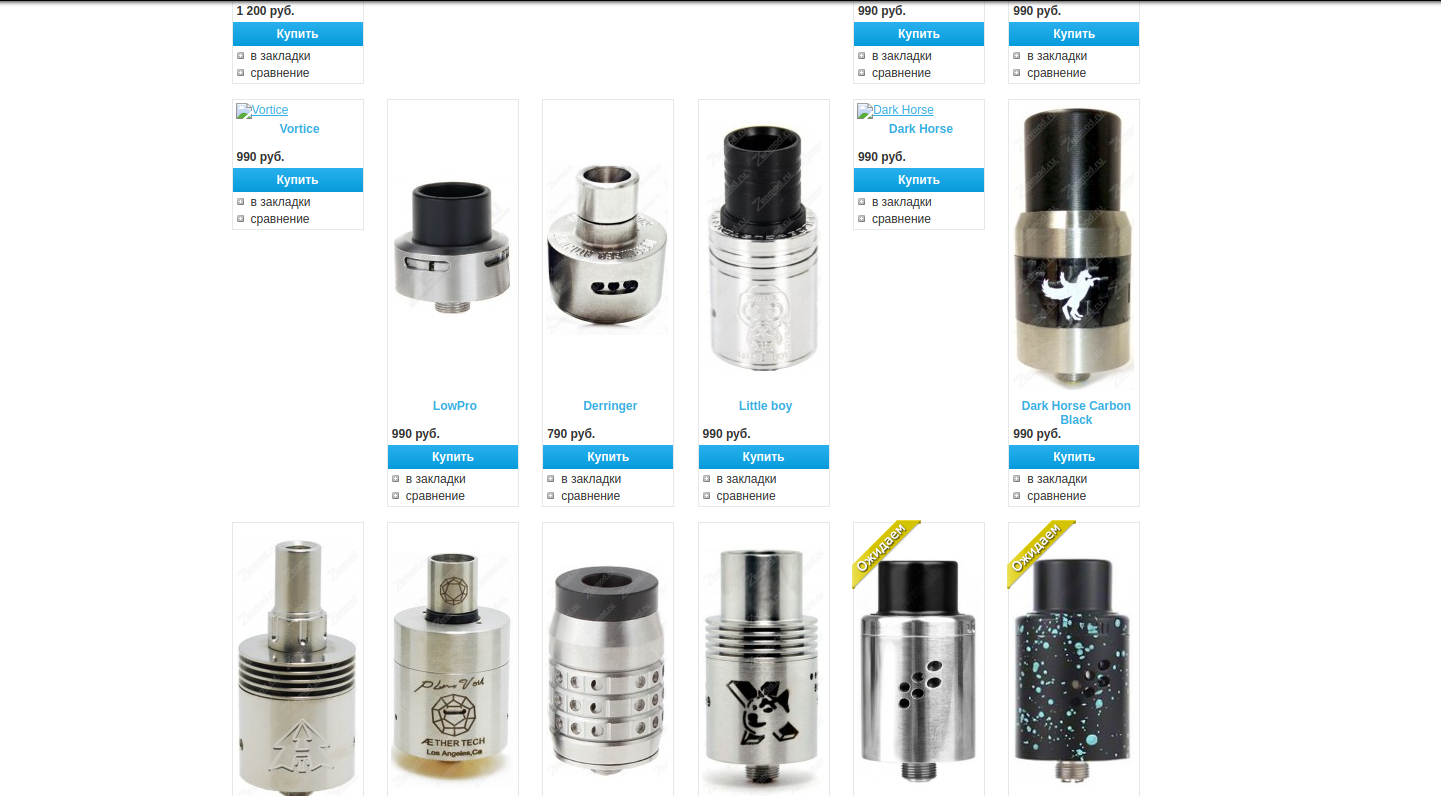 1 200 руб.
Купить
в закладки
сравнение
990 руб.
Купить
в закладки
сравнение
990 руб.
Купить
в закладки
сравнение
Vortice
Vortice
990 руб.
Купить
в закладки
сравнение
LowPro
990 руб.
Купить
в закладки
сравнение
Derringer
790 руб.
Купить
в закладки
сравнение
Little boy
990 руб.
Купить
в закладки
сравнение
Dark Horse
Dark Horse
990 руб.
Купить
в закладки
сравнение
Dark Horse Carbon
Black
990 руб.
Купить
в закладки
сравнение
ÆTHER TECH
Los Angeles,Ca
Ожидаем
Ожидаем